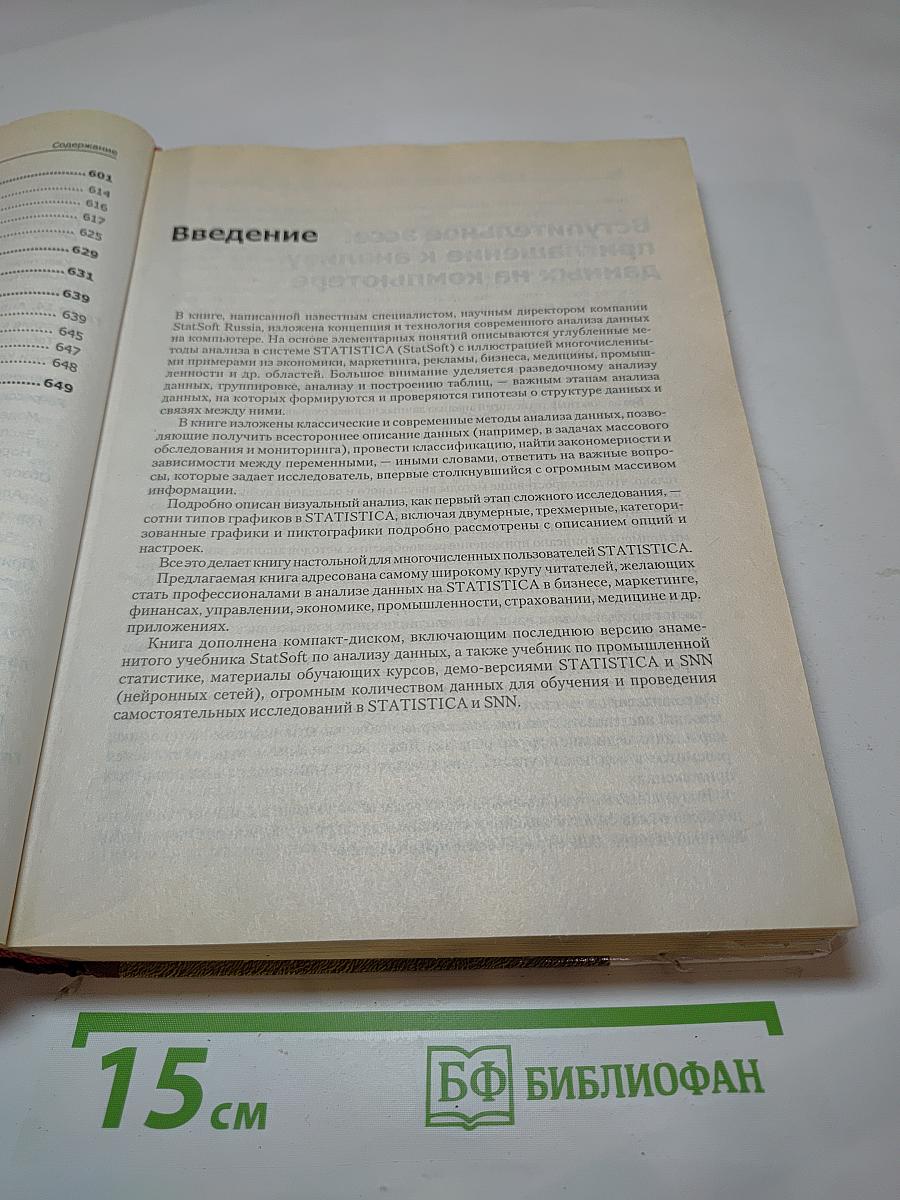 Содержание
601
614
616
617
625
629
631
639
639
645
647
648
649
Введение
В книге, написанной известным специалистом, научным директором компании
StatSoft Russia, изложена концепция и технология современного анализа данных
на компьютере. На основе элементарных понятий описываются углубленные ме-
тоды анализа в системе STATISTICA (StatSoft) с иллюстрацией многочисленны-
ми примерами из экономики, маркетинга, рекламы, бизнеса, медицины, промыш-
ленности и др. областей. Большое внимание уделяется разведочному анализу
данных, группировке, анализу и построению таблиц, — важным этапам анализа
данных, на которых формируются и проверяются гипотезы о структуре данных и
связях между ними.
В книге изложены классические и современные методы анализа данных, позво-
ляющие получить всестороннее описание данных (например, в задачах массового
обследования и мониторинга), провести классификацию, найти закономерности и
зависимости между переменными, — иными словами, ответить на важные вопро-
сы, которые задает исследователь, впервые столкнувшийся с огромным массивом
информации.
Подробно описан визуальный анализ, как первый этап сложного исследования, —
сотни типов графиков в STATISTICA, включая двумерные, трехмерные, категори-
зованные графики и пиктографики подробно рассмотрены с описанием опций и
настроек.
Все это делает книгу настольной для многочисленных пользователей STATISTICA.
Предлагаемая книга адресована самому широкому кругу читателей, желающих
стать профессионалами в анализе данных на STATISTICA в бизнесе, маркетинге,
финансах, управлении, экономике, промышленности, страховании, медицине и др.
приложениях.
Книга дополнена компакт-диском, включающим последнюю версию знаме-
нитого учебника StatSoft по анализу данных, а также учебник по промышленной
статистике, материалы обучающих курсов, демо-версиями STATISTICA и SNN
(нейронных сетей), огромным количеством данных для обучения и проведения
самостоятельных исследований в STATISTICA и SNN.
15 см
БФ БИБЛИОФАН